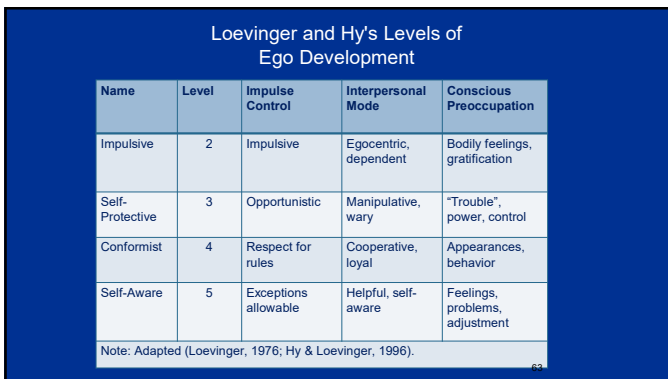 Loevinger and Hy's Levels of
Ego Development
Name Level Impulse Interpersonal Conscious
Control Mode Preoccupation
Impulsive 2 Impulsive Egocentric, Bodily feelings,
dependent gratification
Self- 3 Opportunistic Manipulative, "Trouble",
Protective wary power, control
Conformist 4 Respect for Cooperative, Appearances,
rules loyal behavior
Self-Aware 5 Exceptions Helpful, self- Feelings,
allowable aware problems,
adjustment
Note: Adapted (Loevinger, 1976; Hy & Loevinger, 1996).
63